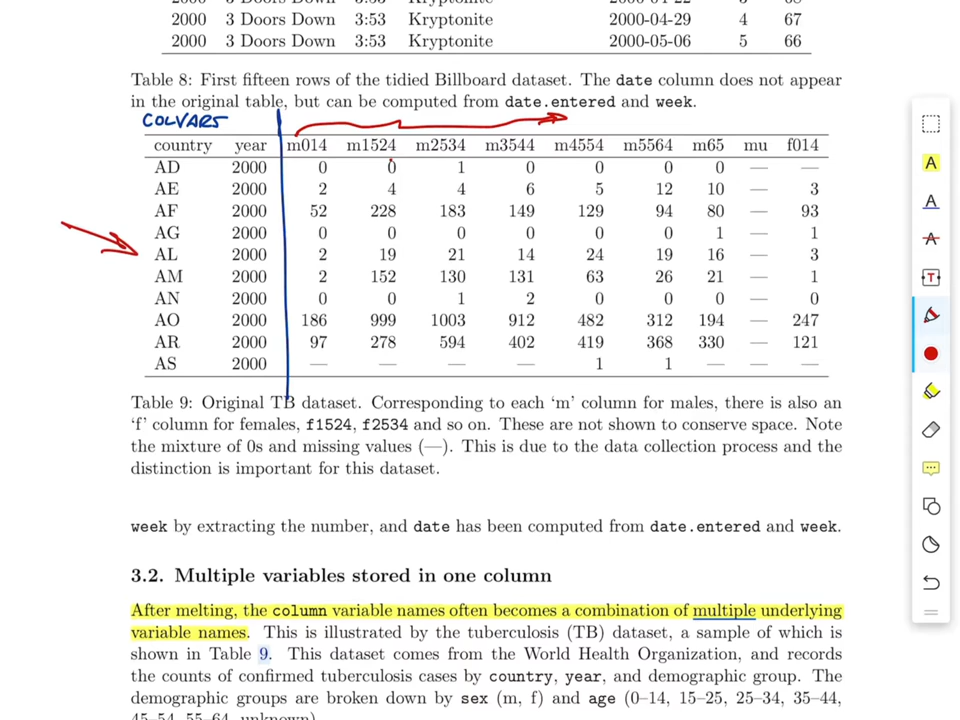 2000 3 Doors Down 3:53 Kryptonite 2000-04-29 4 67
2000 3 Doors Down 3:53 Kryptonite 2000-05-06 5 66
Table 8: First fifteen rows of the tidied Billboard dataset. The date column does not appear
in the original table, but can be computed from date.entered and week.
COLVARS
country year m014 m1524 m2534 m3544 m4554 m5564 m65 mu f014
AD 2000 0 0 1 0 0 0 0 — —
AE 2000 2 4 4 6 5 12 10 — 3
AF 2000 52 228 183 149 129 94 80 — 93
AG 2000 0 0 0 0 0 0 1 — 1
AL 2000 2 19 21 14 24 19 16 — 3
AM 2000 2 152 130 131 63 26 21 — 1
AN 2000 0 0 1 2 0 0 0 — 0
AO 2000 186 999 1003 912 482 312 194 — 247
AR 2000 97 278 594 402 419 368 330 — 121
AS 2000 — — — — 1 1 — — —
Table 9: Original TB dataset. Corresponding to each ‘m’ column for males, there is also an
‘f’ column for females, f1524, f2534 and so on. These are not shown to conserve space. Note
the mixture of 0s and missing values (—). This is due to the data collection process and the
distinction is important for this dataset.
week by extracting the number, and date has been computed from date.entered and week.
3.2. Multiple variables stored in one column
After melting, the column variable names often becomes a combination of multiple underlying
variable names. This is illustrated by the tuberculosis (TB) dataset, a sample of which is
shown in Table 9. This dataset comes from the World Health Organization, and records
the counts of confirmed tuberculosis cases by country, year, and demographic group. The
demographic groups are broken down by sex (m, f) and age (0–14, 15–25, 25–34, 35–44,
45–54, 55–64, unknown).
A
A
A
T